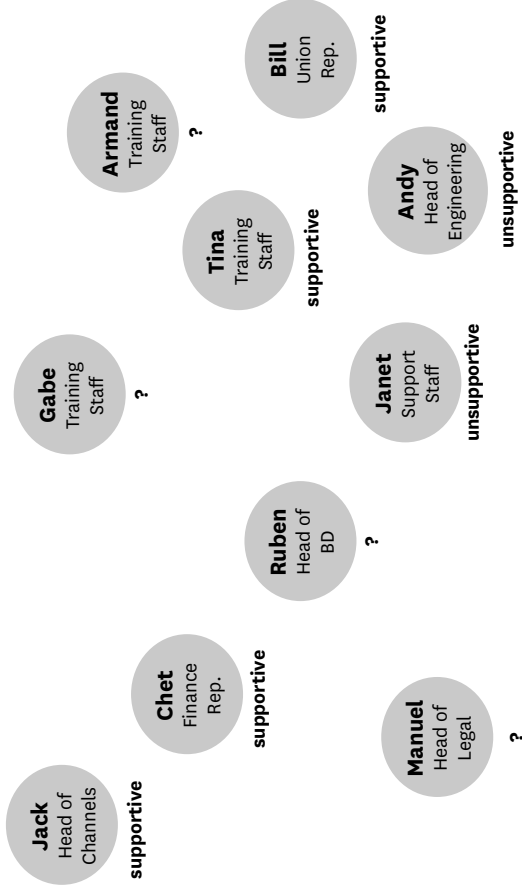 Jack
Head of
Channels
supportive
Chet
Finance
Rep.
supportive
Manuel
Head of
Legal
?
Ruben
Head of
BD
?
Gabe
Training
Staff
?
Janet
Support
Staff
unsupportive
Tina
Training
Staff
supportive
Armand
Training
Staff
?
Andy
Head of
Engineering
unsupportive
Bill
Union
Rep.
supportive